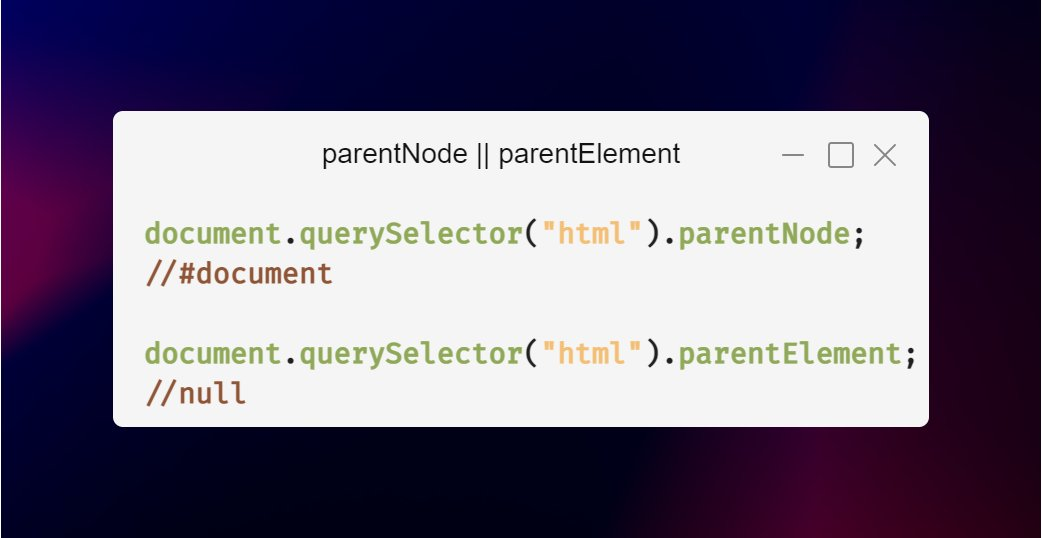 parentNode || parentElement
document.querySelector("html").parentNode;
//#document
document.querySelector("html").parentElement;
//null